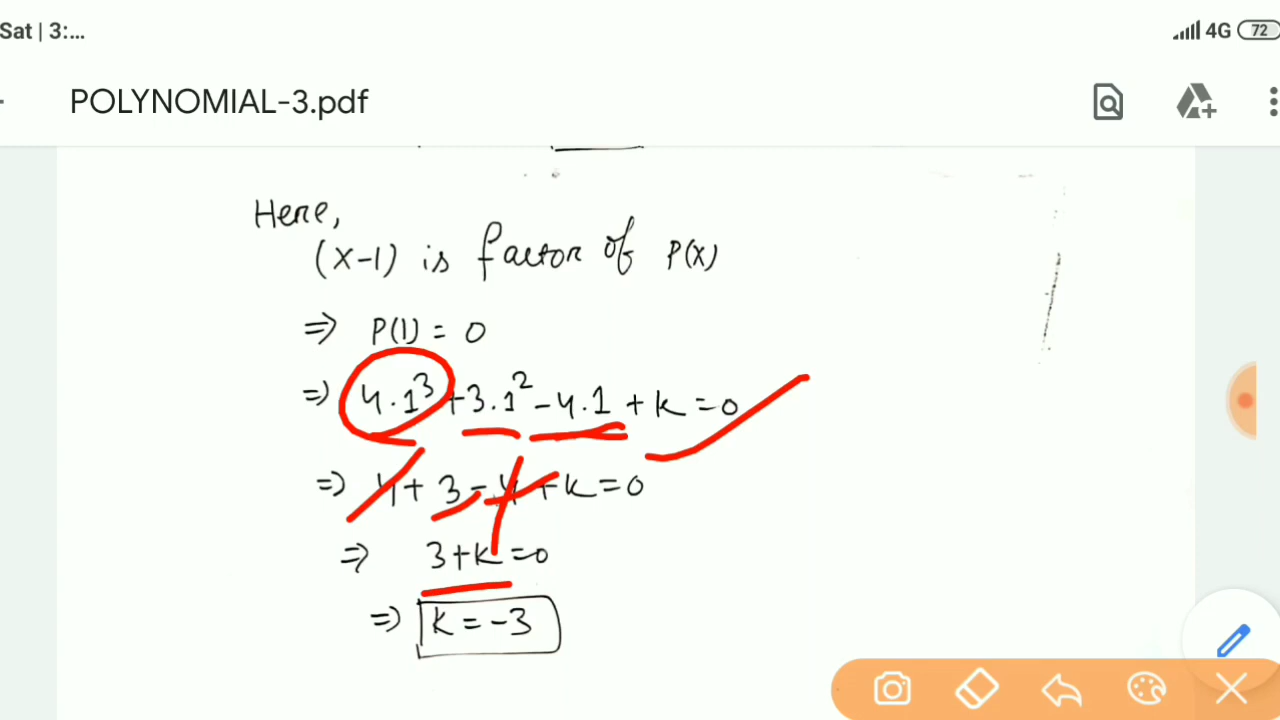 Sat | 3:...
4G 72
POLYNOMIAL-3.pdf
Here,
(x-1) is factor of P(x)
⇒ P(1) = 0
⇒ 4.1³ +3.1² -4.1 + k =0
⇒ 4+ 3-4+k=0
⇒ 3+k=0
⇒ k = -3